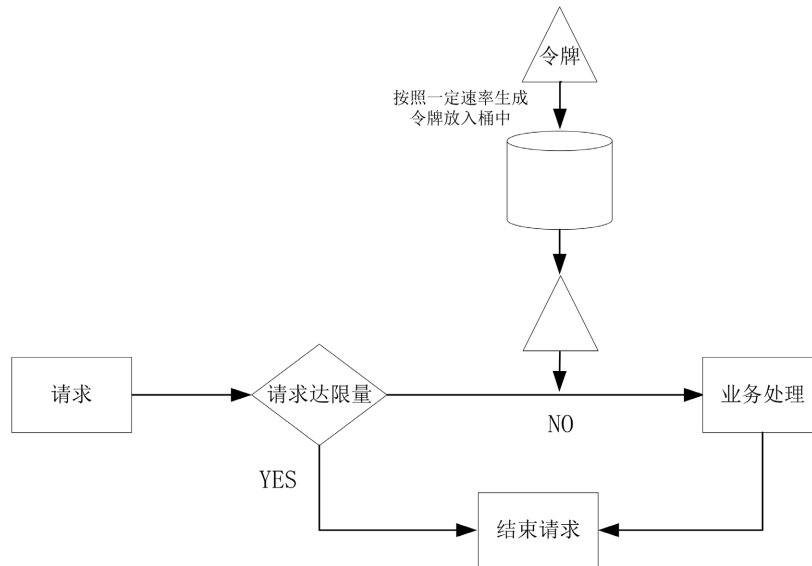 令牌
按照一定速率生成
令牌放入桶中
请求
请求达限量
业务处理
NO
YES
结束请求